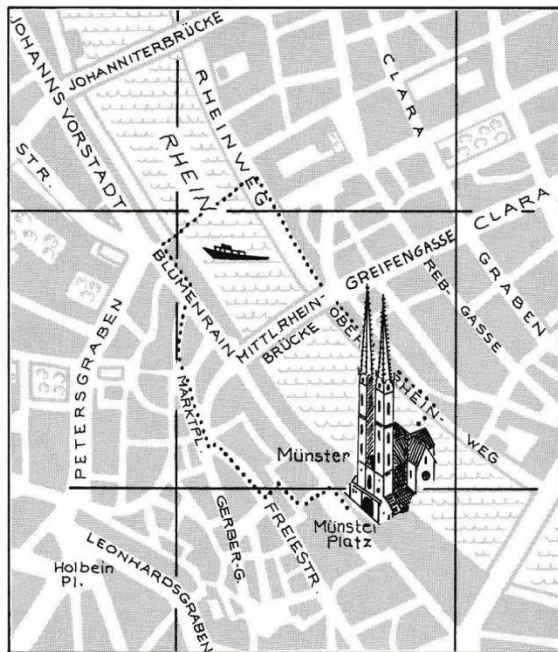 JOHANNITERBRÜCKE
JOHANNSVORSTADT
STR.
CLARA
RHEINWEG
RHEIN
CLARA
GREIFENGASSE
GRABEN
REB-
GASSE
BLUMENRAIN
MITTL. RHEIN-
BRÜCKE
OBER
RHEIN-
WEG
PETERSGRABEN
MARKTPL.
Münster
GERBER-G.
FREIESTR.
Münster
Platz
LEONHARDSGRABEN
Holbein
Pl.